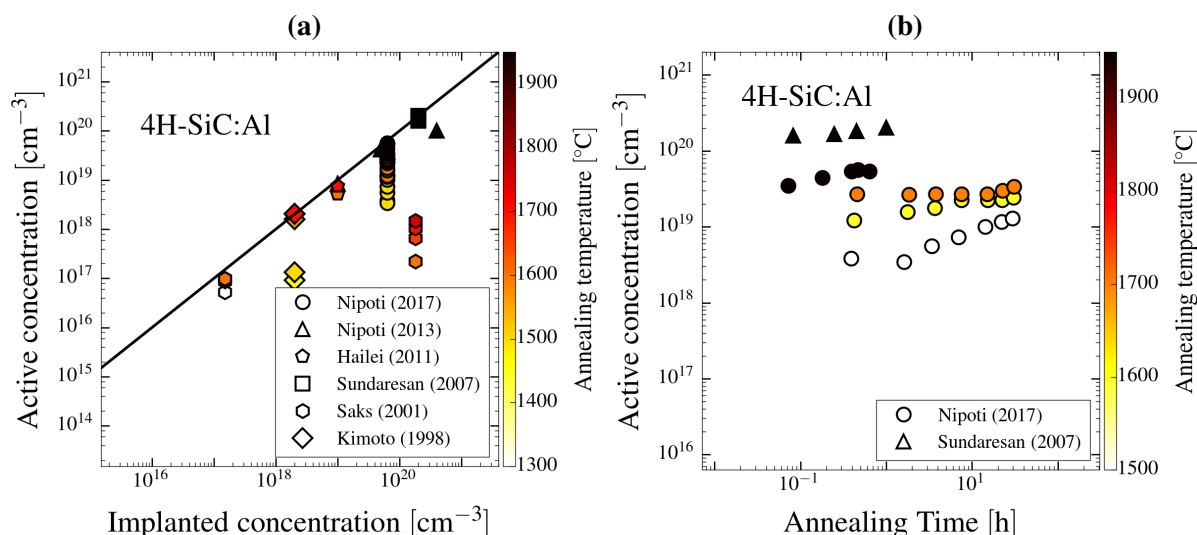 (a)
4H-SiC:Al
Active concentration [cm⁻³]
10²¹
10²⁰
10¹⁹
10¹⁸
10¹⁷
10¹⁶
10¹⁵
10¹⁴
10¹⁶ 10¹⁸ 10²⁰
Implanted concentration [cm⁻³]
Nipoti (2017)
Nipoti (2013)
Hailei (2011)
Sundaresan (2007)
Saks (2001)
Kimoto (1998)
1900
1800
1700
1600
1500
1400
1300
Annealing temperature [°C]
(b)
4H-SiC:Al
Active concentration [cm⁻³]
10²¹
10²⁰
10¹⁹
10¹⁸
10¹⁷
10¹⁶
10⁻¹ 10¹
Annealing Time [h]
Nipoti (2017)
Sundaresan (2007)
1900
1800
1700
1600
1500
Annealing temperature [°C]